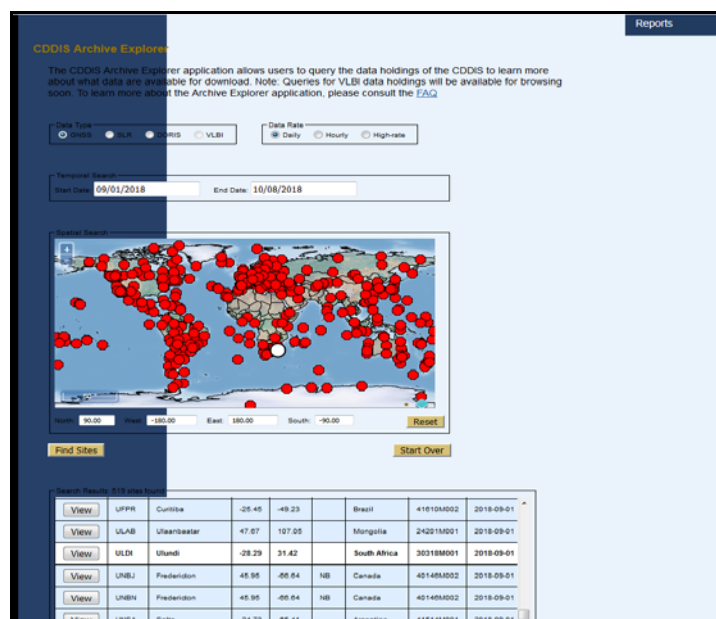 Reports
CDDIS Archive Explorer
The CDDIS Archive Explorer application allows users to query the data holdings of the CDDIS to learn more
about what data are available for download. Note: Queries for VLBI data holdings will be available for browsing
soon. To learn more about the Archive Explorer application, please consult the FAQ
Data Type Data Rate
GNSS SLR DORIS VLBI Daily Hourly High-rate
Temporal Search
Start Date: 09/01/2018 End Date: 10/08/2018
Spatial Search
North: 90.00 West: -180.00 East: 180.00 South: -90.00 Reset
Find Sites Start Over
Search Results: 519 sites found
View UFPR Curitiba -25.45 -49.23 Brazil 41610M002 2018-09-01
View ULAB Ulaanbaatar 47.67 107.05 Mongolia 24201M001 2018-09-01
View ULDI Ulundi -28.29 31.42 South Africa 30318M001 2018-09-01
View UNBJ Fredericton 45.95 -66.64 NB Canada 40146M002 2018-09-01
View UNBN Fredericton 45.95 -66.64 NB Canada 40146M002 2018-09-01